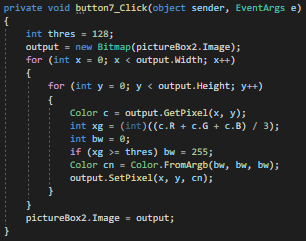 private void button7_Click(object sender, EventArgs e)
{
int thres = 128;
output = new Bitmap(pictureBox2.Image);
for (int x = 0; x < output.Width; x++)
{
for (int y = 0; y < output.Height; y++)
{
Color c = output.GetPixel(x, y);
int xg = (int)((c.R + c.G + c.B) / 3);
int bw = 0;
if (xg >= thres) bw = 255;
Color cn = Color.FromArgb(bw, bw, bw);
output.SetPixel(x, y, cn);
}
}
pictureBox2.Image = output;
}